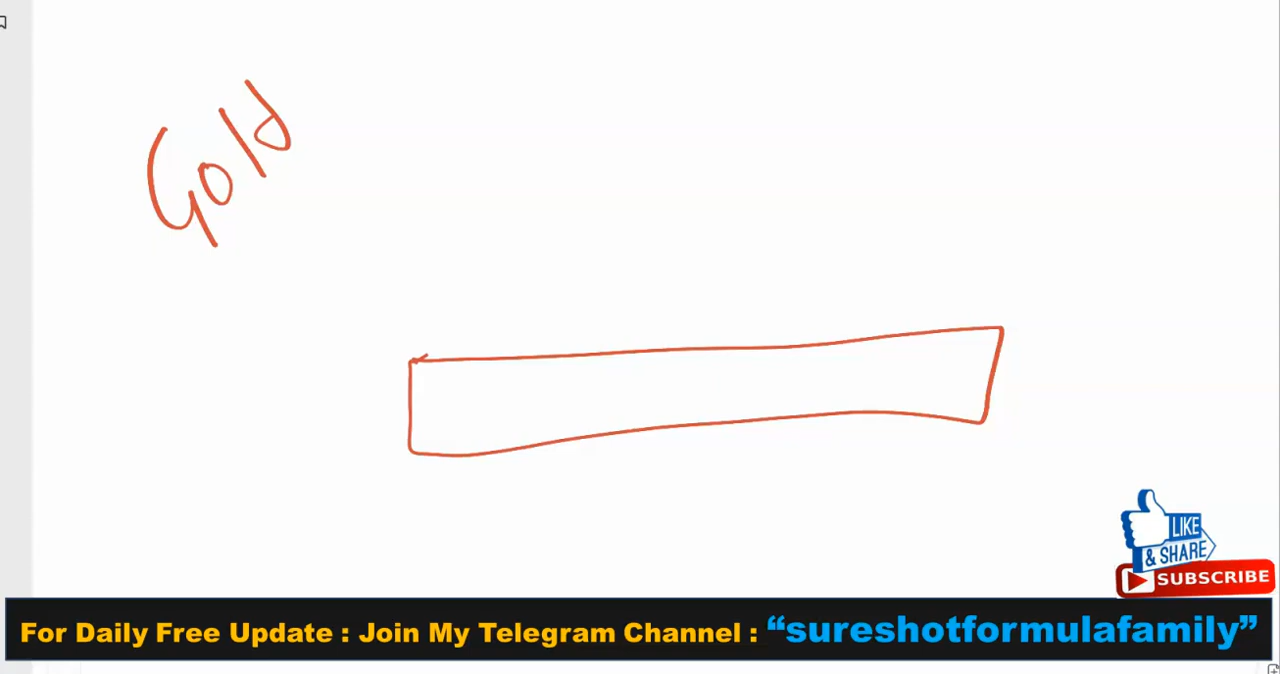 Gold
LIKE
& SHARE
SUBSCRIBE
For Daily Free Update : Join My Telegram Channel : “sureshotformulafamily”